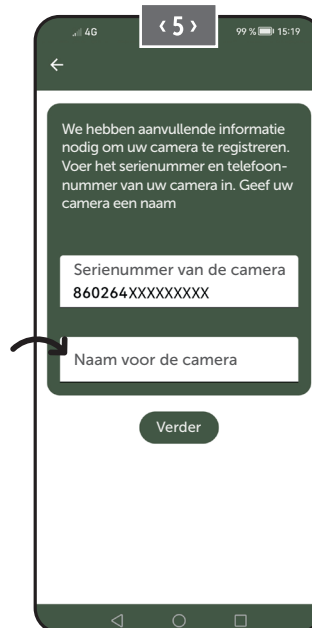 4G
‹ 5 ›
99 % 15:19
We hebben aanvullende informatie
nodig om uw camera te registreren.
Voer het serienummer en telefoon-
nummer van uw camera in. Geef uw
camera een naam
Serienummer van de camera
860264XXXXXXXXX
Naam voor de camera
Verder